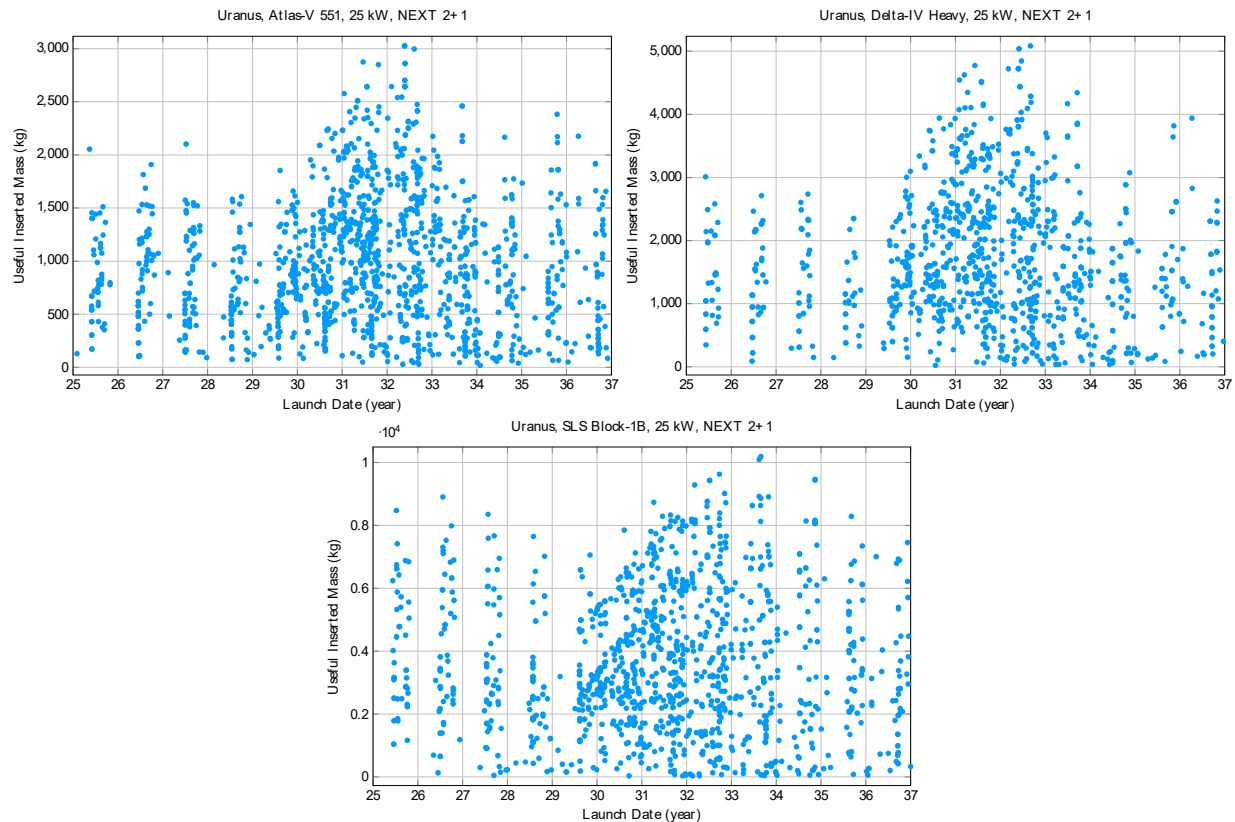 Uranus, Atlas-V 551, 25 kW, NEXT 2+1
3,000
2,500
2,000
1,500
1,000
500
0
Useful Inserted Mass (kg)
25 26 27 28 29 30 31 32 33 34 35 36 37
Launch Date (year)
Uranus, Delta-IV Heavy, 25 kW, NEXT 2+1
5,000
4,000
3,000
2,000
1,000
0
Useful Inserted Mass (kg)
25 26 27 28 29 30 31 32 33 34 35 36 37
Launch Date (year)
Uranus, SLS Block-1B, 25 kW, NEXT 2+1
·10⁴
1
0.8
0.6
0.4
0.2
0
Useful Inserted Mass (kg)
25 26 27 28 29 30 31 32 33 34 35 36 37
Launch Date (year)